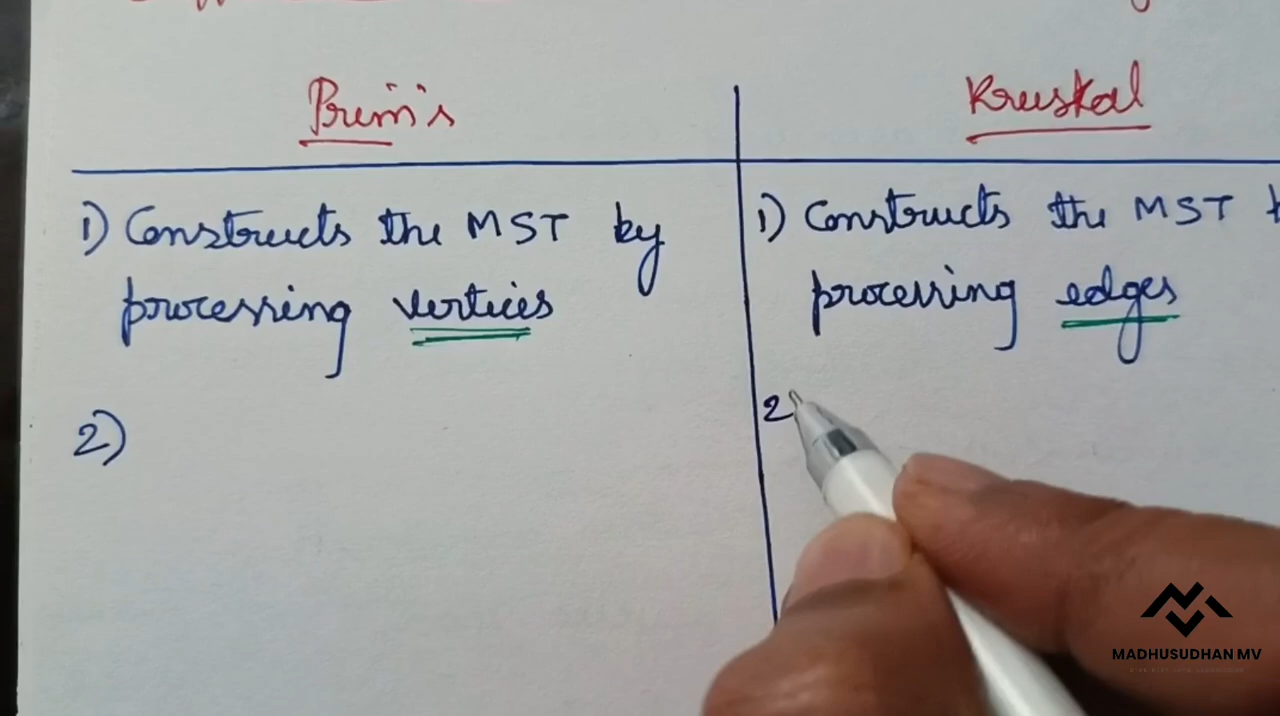 Prim's
Kruskal
1) Constructs the MST by
processing vertices
1) Constructs the MST
processing edges
2)
2
MADHUSUDHAN MV